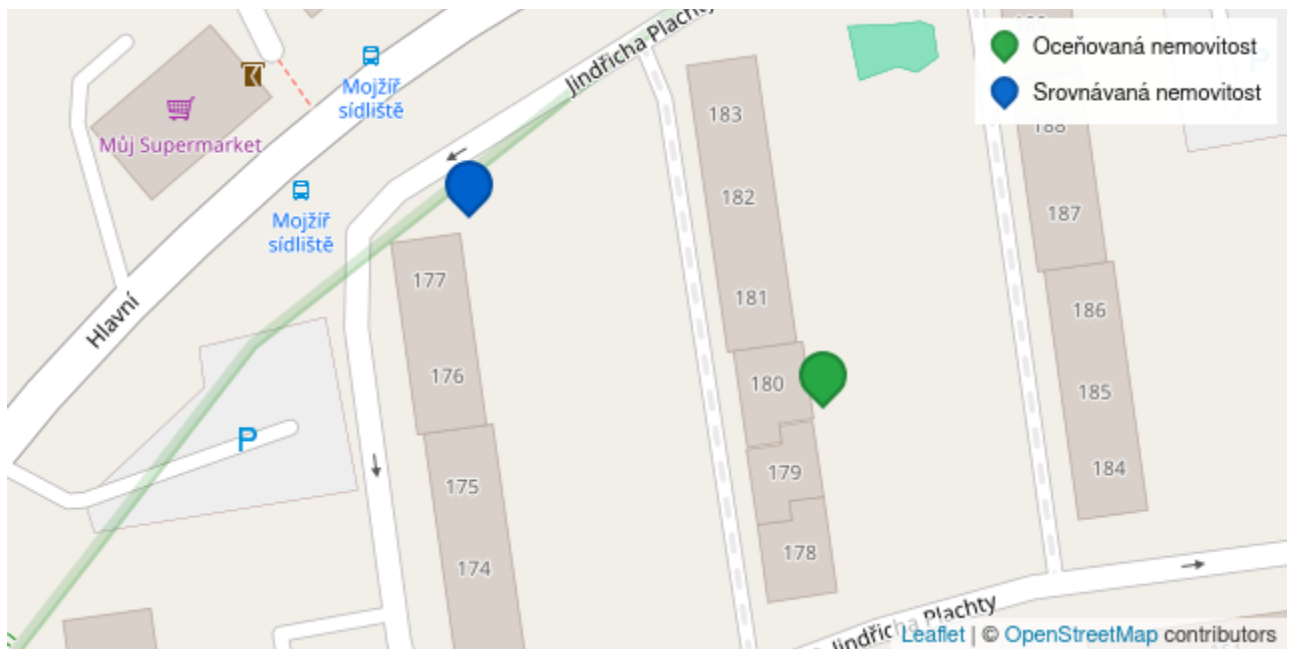 Jindřicha Plachty
Oceňovaná nemovitost
Srovnávaná nemovitost
Mojžíř
sídliště
Můj Supermarket
Mojžíř
sídliště
Hlavní
P
183
182
181
180
179
178
177
176
175
174
188
187
186
185
184
P
Jindřicha Plachty
Leaflet | © OpenStreetMap contributors